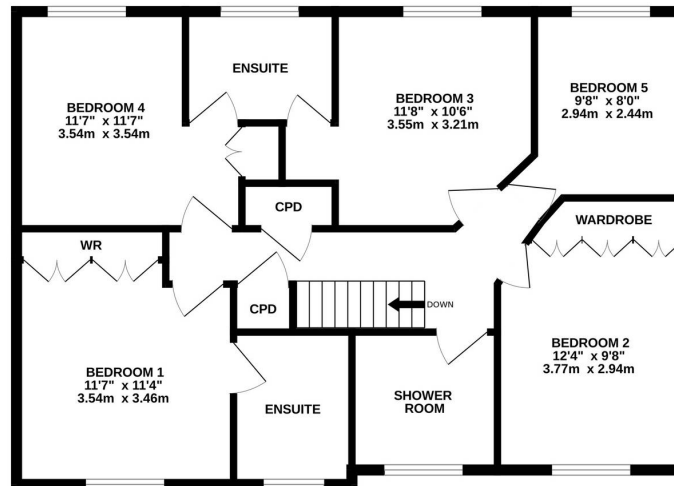 ENSUITE
BEDROOM 4
11'7" x 11'7"
3.54m x 3.54m
BEDROOM 3
11'8" x 10'6"
3.55m x 3.21m
BEDROOM 5
9'8" x 8'0"
2.94m x 2.44m
CPD
WARDROBE
WR
CPD
DOWN
BEDROOM 1
11'7" x 11'4"
3.54m x 3.46m
ENSUITE
SHOWER
ROOM
BEDROOM 2
12'4" x 9'8"
3.77m x 2.94m